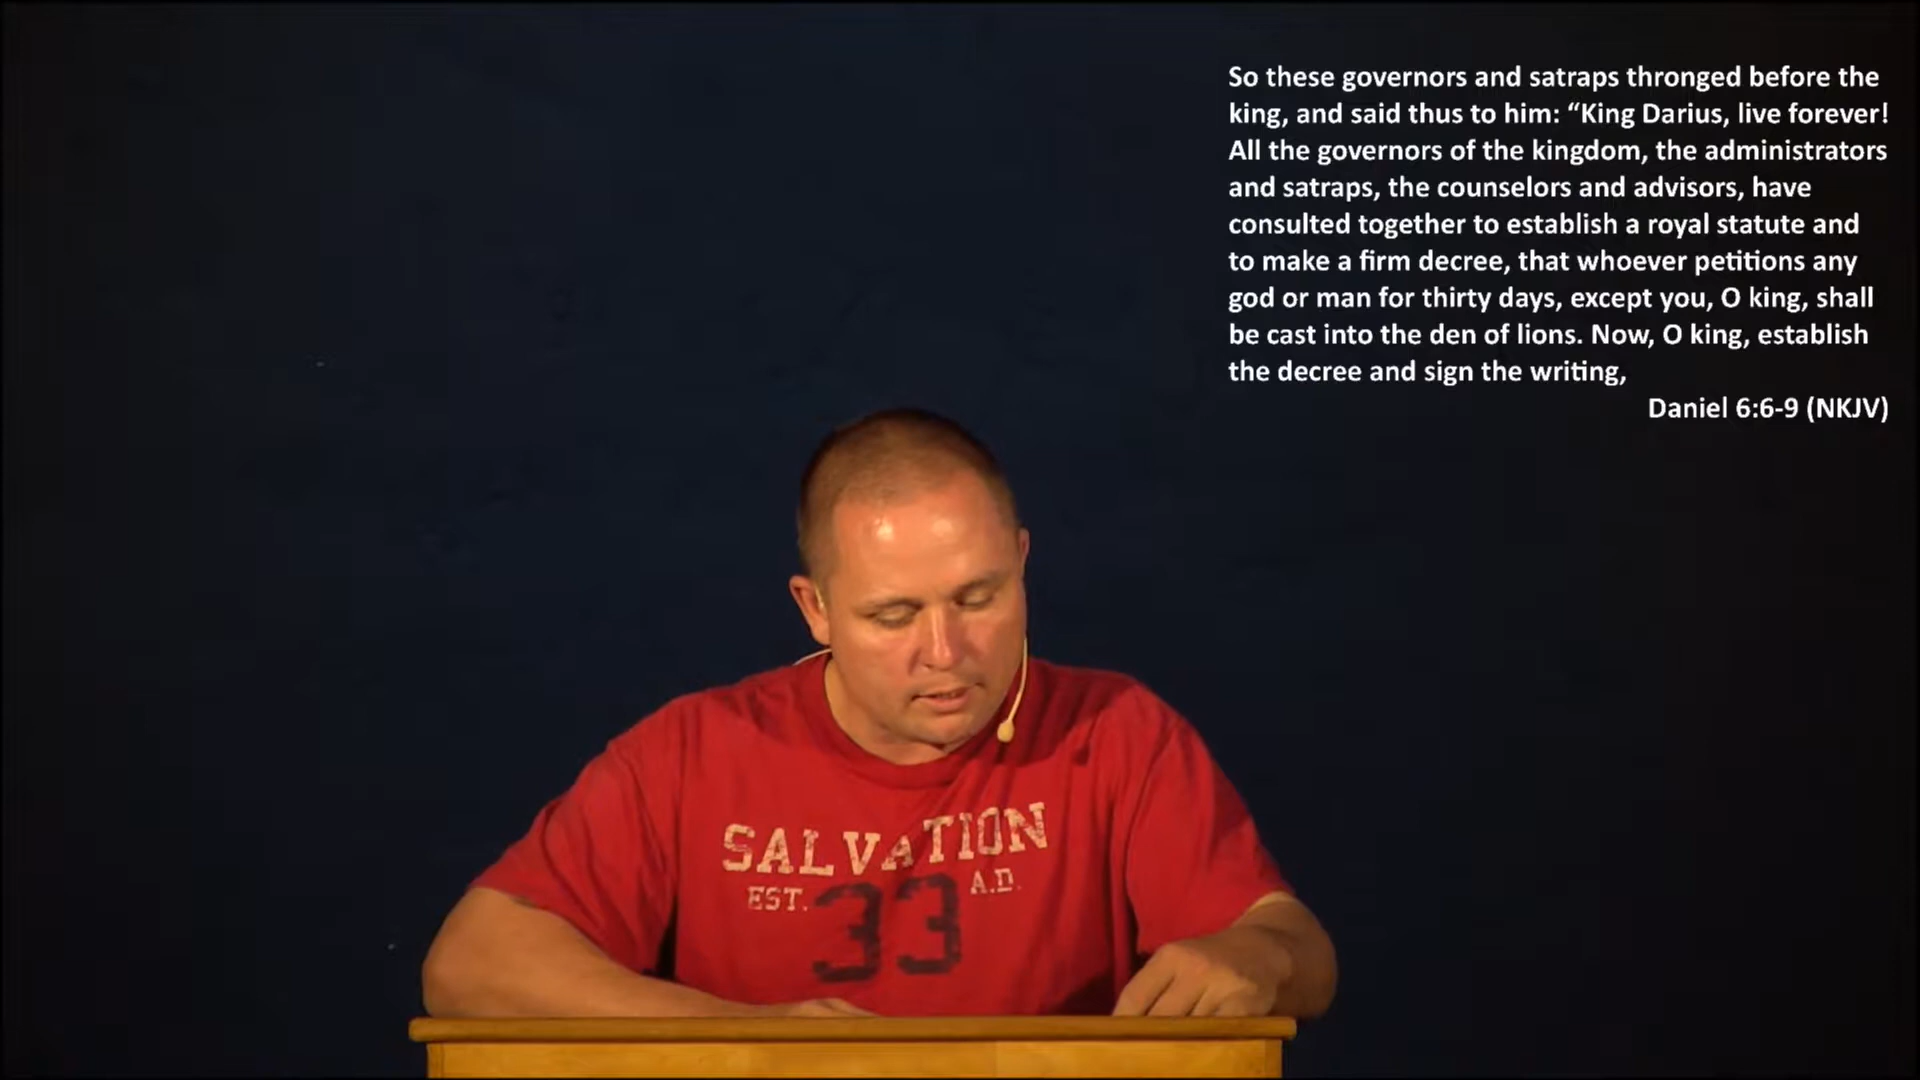 So these governors and satraps thronged before the
king, and said thus to him: “King Darius, live forever!
All the governors of the kingdom, the administrators
and satraps, the counselors and advisors, have
consulted together to establish a royal statute and
to make a firm decree, that whoever petitions any
god or man for thirty days, except you, O king, shall
be cast into the den of lions. Now, O king, establish
the decree and sign the writing,
Daniel 6:6-9 (NKJV)
SALVATION
EST. 33 A.D.